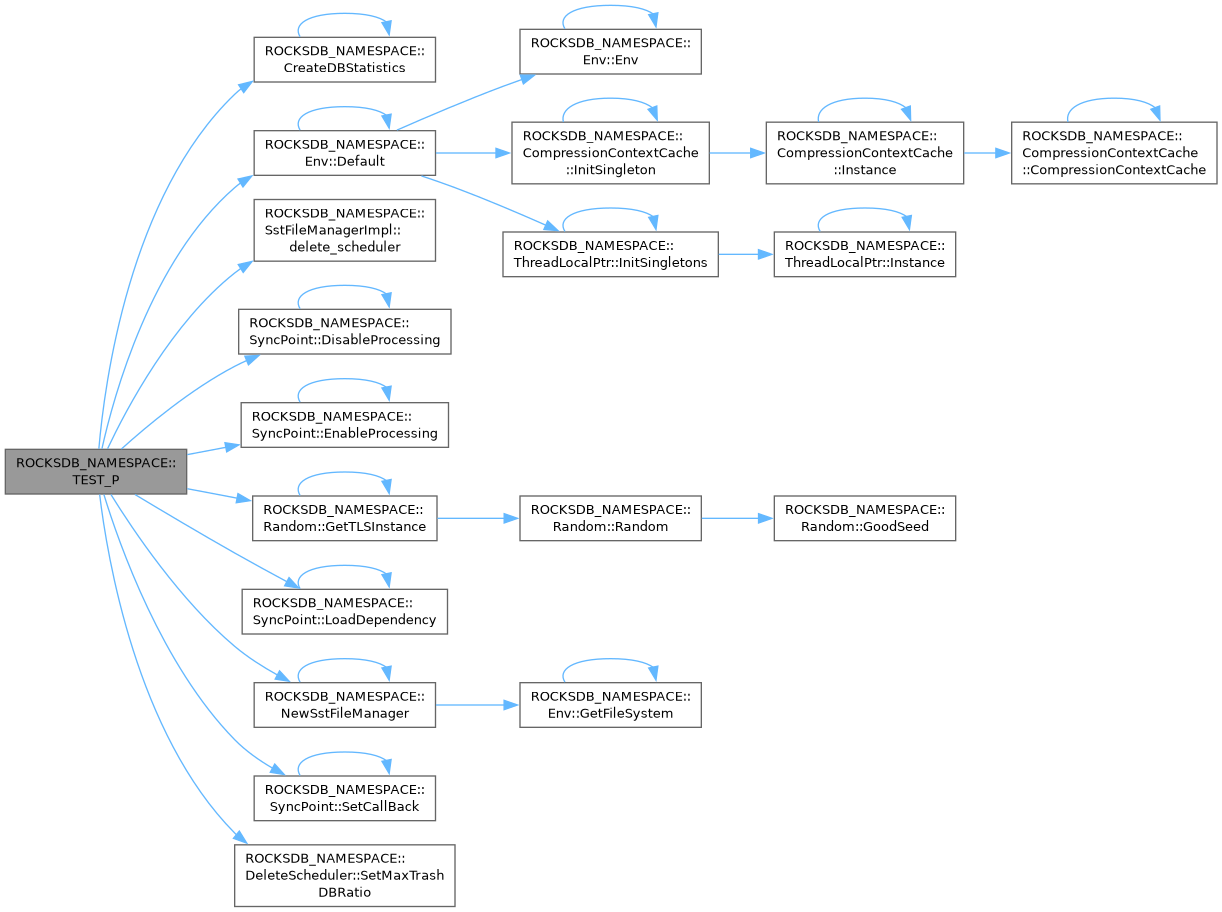 ROCKSDB_NAMESPACE::
TEST_P
ROCKSDB_NAMESPACE::
CreateDBStatistics
ROCKSDB_NAMESPACE::
Env::Default
ROCKSDB_NAMESPACE::
Env::Env
ROCKSDB_NAMESPACE::
CompressionContextCache
::InitSingleton
ROCKSDB_NAMESPACE::
CompressionContextCache
::Instance
ROCKSDB_NAMESPACE::
CompressionContextCache
::CompressionContextCache
ROCKSDB_NAMESPACE::
ThreadLocalPtr::InitSingletons
ROCKSDB_NAMESPACE::
ThreadLocalPtr::Instance
ROCKSDB_NAMESPACE::
SstFileManagerImpl::
delete_scheduler
ROCKSDB_NAMESPACE::
SyncPoint::DisableProcessing
ROCKSDB_NAMESPACE::
SyncPoint::EnableProcessing
ROCKSDB_NAMESPACE::
Random::GetTLSInstance
ROCKSDB_NAMESPACE::
Random::Random
ROCKSDB_NAMESPACE::
Random::GoodSeed
ROCKSDB_NAMESPACE::
SyncPoint::LoadDependency
ROCKSDB_NAMESPACE::
NewSstFileManager
ROCKSDB_NAMESPACE::
Env::GetFileSystem
ROCKSDB_NAMESPACE::
SyncPoint::SetCallBack
ROCKSDB_NAMESPACE::
DeleteScheduler::SetMaxTrash
DBRatio